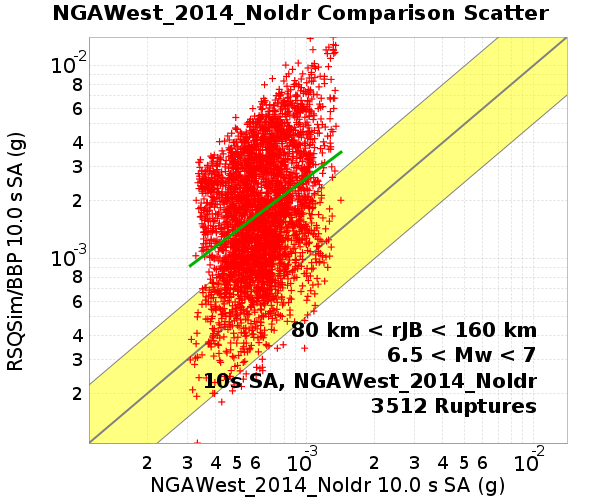 NGAWest_2014_NoIdr Comparison Scatter
RSQSim/BBP 10.0 s SA (g)
10-2
8
6
4
3
2
10-3
8
6
4
3
2
80 km < rJB < 160 km
6.5 < Mw < 7
10s SA, NGAWest_2014_NoIdr
3512 Ruptures
2 3 4 5 6 10-3 2 3 4 5 6 10-2
NGAWest_2014_NoIdr 10.0 s SA (g)